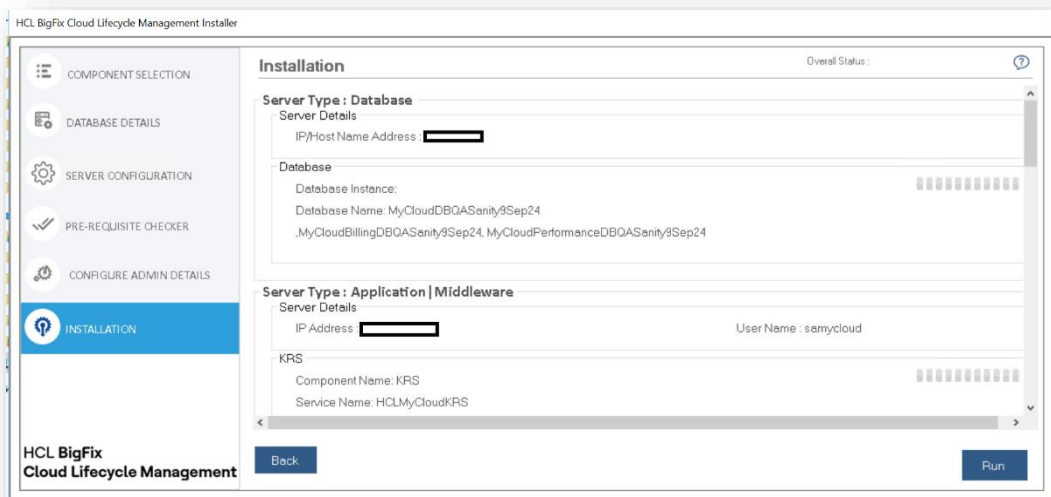 HCL BigFix Cloud Lifecycle Management Installer
COMPONENT SELECTION
DATABASE DETAILS
SERVER CONFIGURATION
PRE-REQUISITE CHECKER
CONFIGURE ADMIN DETAILS
INSTALLATION
HCL BigFix
Cloud Lifecycle Management
Installation
Overall Status :
?
Server Type : Database
Server Details
IP/Host Name Address :
Database
Database Instance:
Database Name: MyCloudDBQASanity9Sep24
,MyCloudBillingDBQASanity9Sep24, MyCloudPerformanceDBQASanity9Sep24
Server Type : Application|Middleware
Server Details
IP Address :
User Name : samycloud
KRS
Component Name: KRS
Service Name: HCLMyCloudKRS
Back
Run